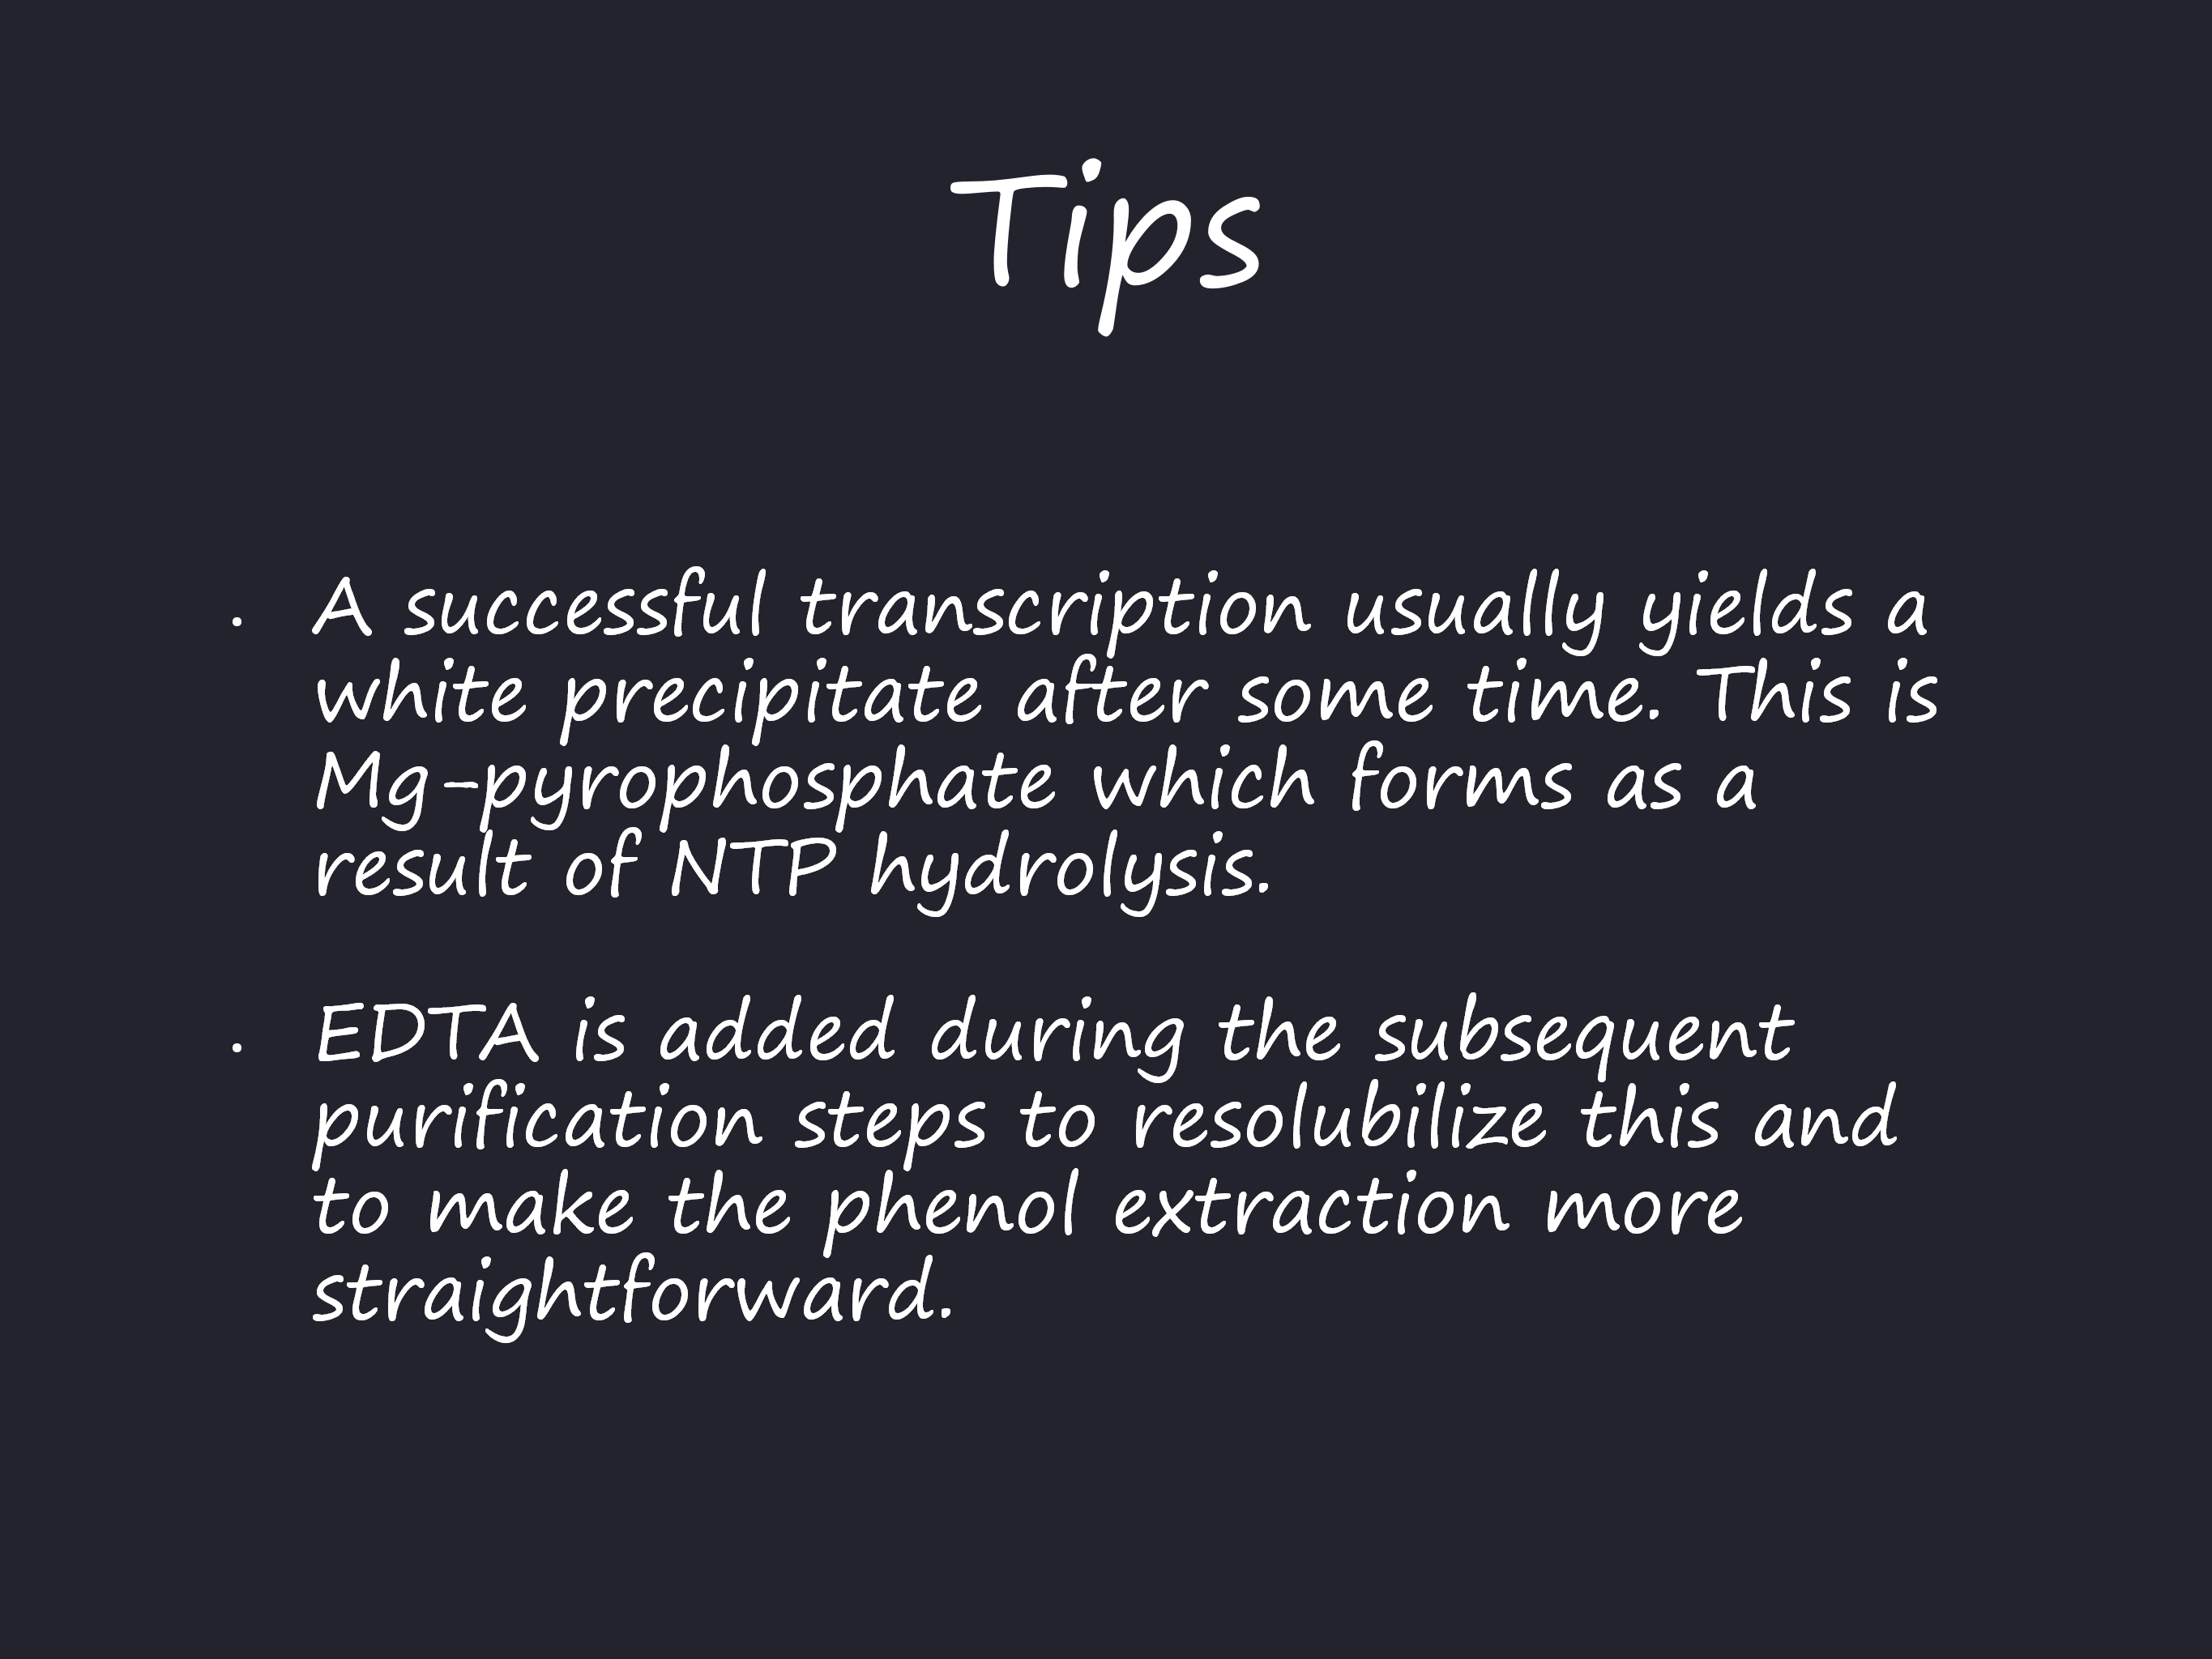 Tips
• A successful transcription usually yields a
white precipitate after some time. This is
Mg-pyrophosphate which forms as a
result of NTP hydrolysis.
• EDTA is added during the subsequent
purification steps to resolubilize this and
to make the phenol extraction more
straightforward.